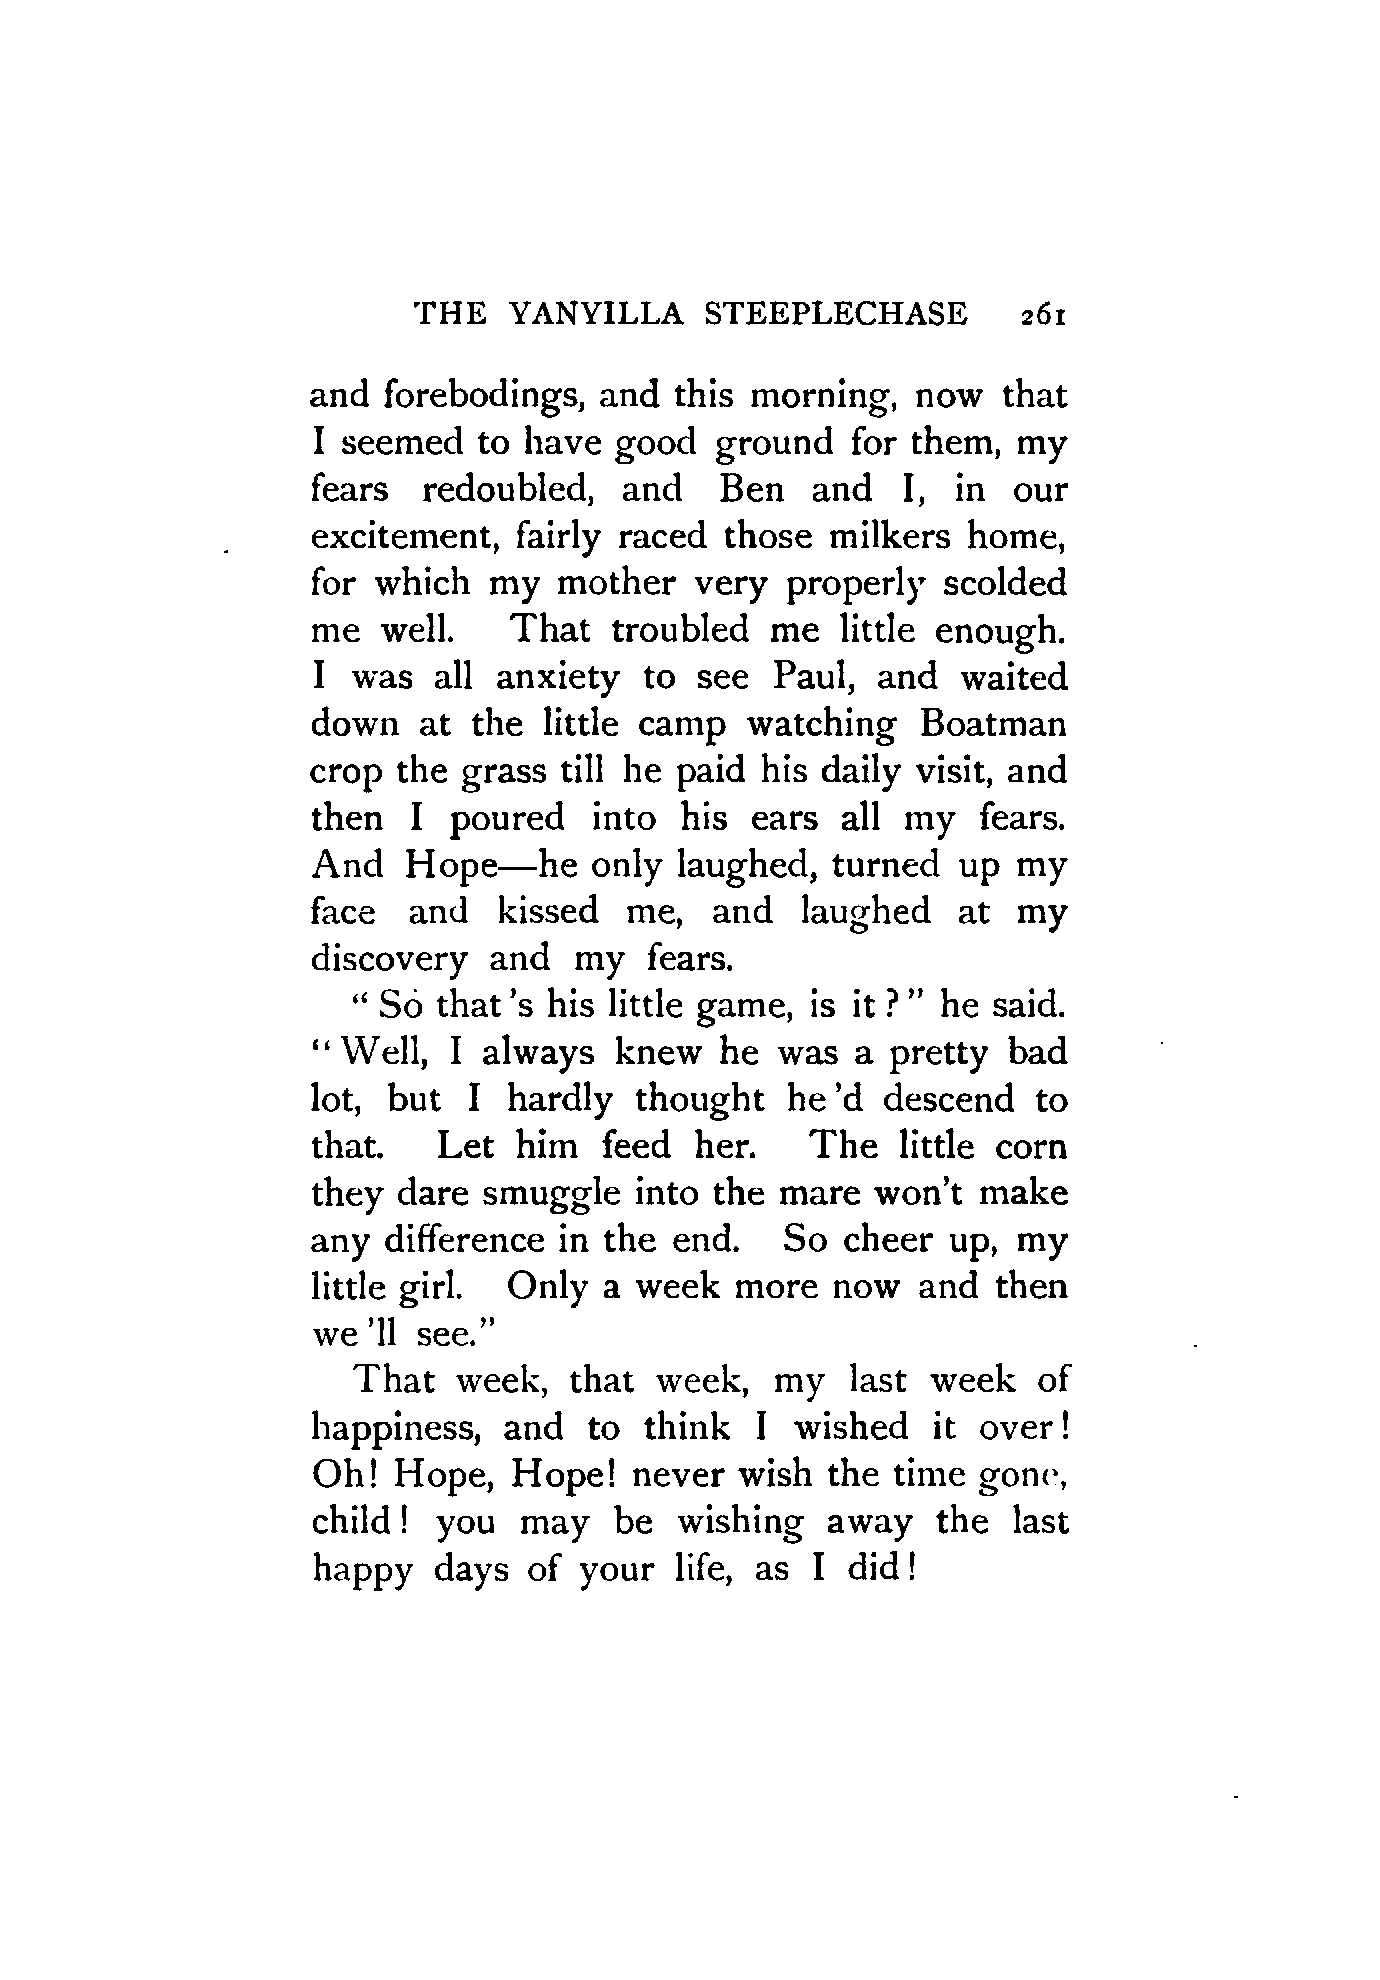 THE YANYILLA STEEPLECHASE 261
and forebodings, and this morning, now that
I seemed to have good ground for them, my
fears redoubled, and Ben and I, in our
excitement, fairly raced those milkers home,
for which my mother very properly scolded
me well. That troubled me little enough.
I was all anxiety to see Paul, and waited
down at the little camp watching Boatman
crop the grass till he paid his daily visit, and
then I poured into his ears all my fears.
And Hope—he only laughed, turned up my
face and kissed me, and laughed at my
discovery and my fears.
" So that 's his little game, is it ? " he said.
" Well, I always knew he was a pretty bad
lot, but I hardly thought he 'd descend to
that. Let him feed her. The little corn
they dare smuggle into the mare won't make
any difference in the end. So cheer up, my
little girl. Only a week more now and then
we 'll see."
That week, that week, my last week of
happiness, and to think I wished it over !
Oh! Hope, Hope! never wish the time gone,
child ! you may be wishing away the last
happy days of your life, as I did !